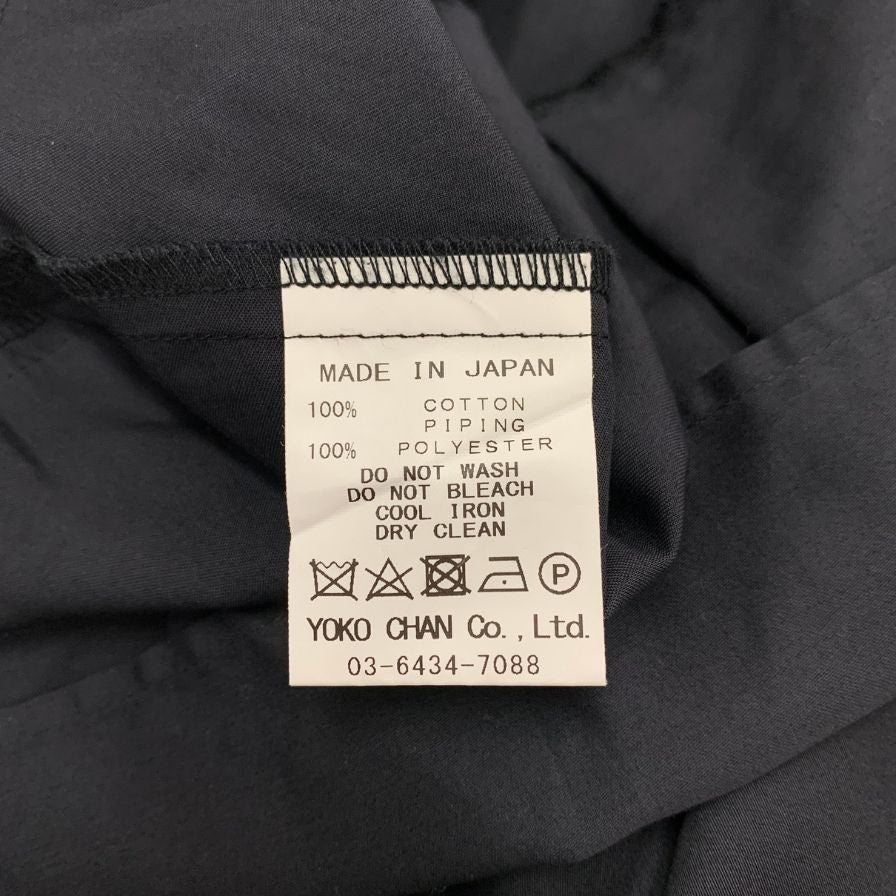 MADE IN JAPAN
100% COTTON
PIPING
100% POLYESTER
DO NOT WASH
DO NOT BLEACH
COOL IRON
DRY CLEAN
P
YOKO CHAN Co.,Ltd.
03-6434-7088